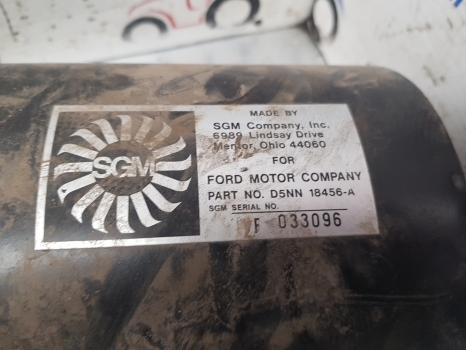 SGM
MADE BY
SGM Company, Inc.
6989 Lindsay Drive
Mentor, Ohio 44060
FOR
FORD MOTOR COMPANY
PART NO. D5NN 18456-A
SGM SERIAL NO.
F 033096